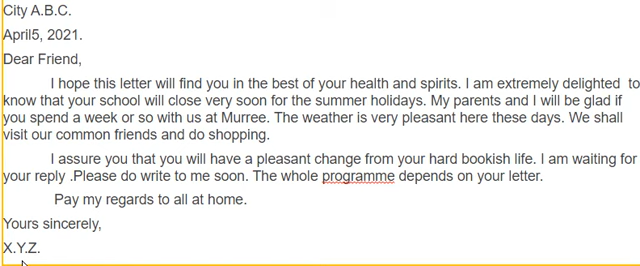 City A.B.C.
April5, 2021.
Dear Friend,
I hope this letter will find you in the best of your health and spirits. I am extremely delighted to
know that your school will close very soon for the summer holidays. My parents and I will be glad if
you spend a week or so with us at Murree. The weather is very pleasant here these days. We shall
visit our common friends and do shopping.
I assure you that you will have a pleasant change from your hard bookish life. I am waiting for
your reply .Please do write to me soon. The whole programme depends on your letter.
Pay my regards to all at home.
Yours sincerely,
X.Y.Z.